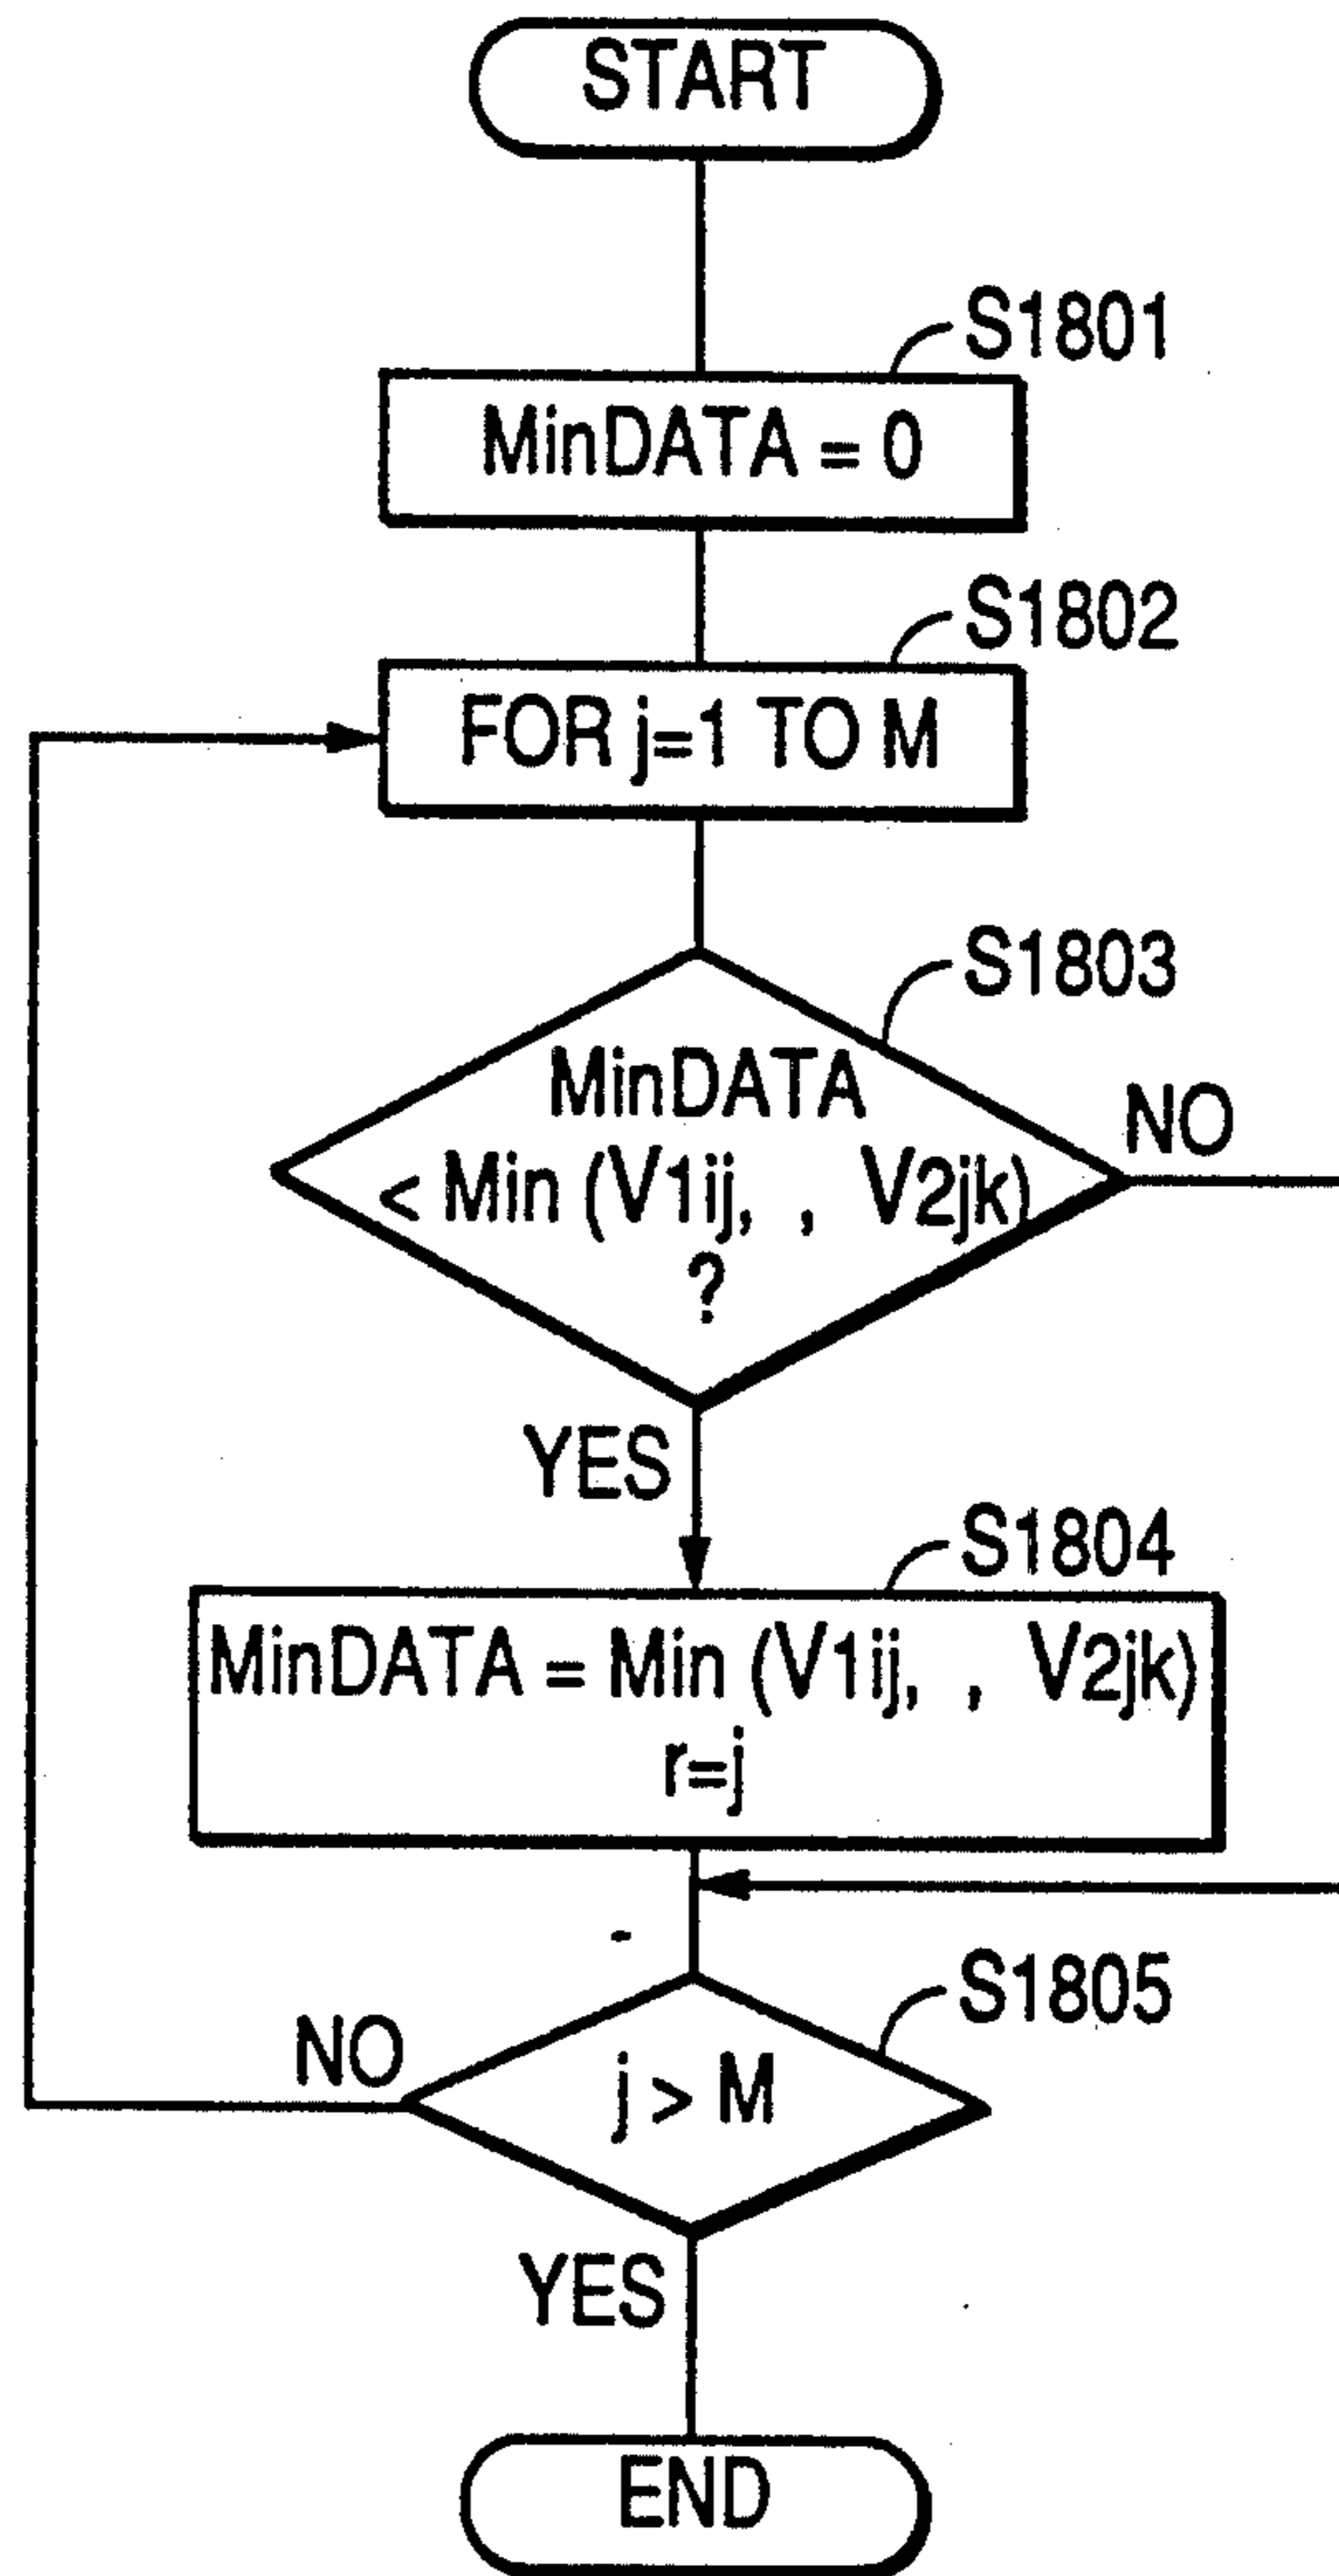 START
S1801
MinDATA = 0
S1802
FOR j=1 TO M
S1803
MinDATA
< Min (V1ij, , V2jk)
?
NO
YES
S1804
MinDATA = Min (V1ij, , V2jk)
r=j
S1805
NO
j > M
YES
END